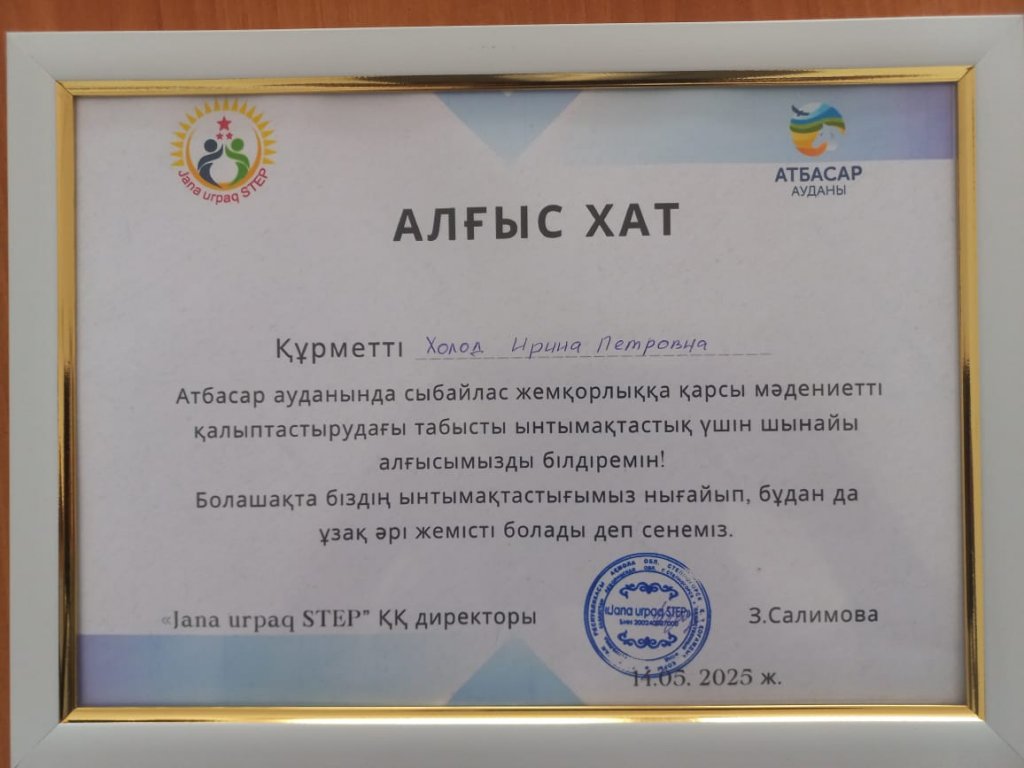 Jana urpaq STEP
АТБАСАР
АУДАНЫ
АЛҒЫС ХАТ
Құрметті Холод Ирина Петровна
Атбасар ауданында сыбайлас жемқорлыққа қарсы мәдениетті
қалыптастырудағы табысты ынтымақтастық үшін шынайы
алғысымызды білдіремін!
Болашақта біздің ынтымақтастығымыз нығайып, бұдан да
ұзақ әрі жемісті болады деп сенеміз.
«Jana urpaq STEP» 
«Jana urpaq STEP” ҚҚ директоры
З.Салимова
14.05. 2025 ж.